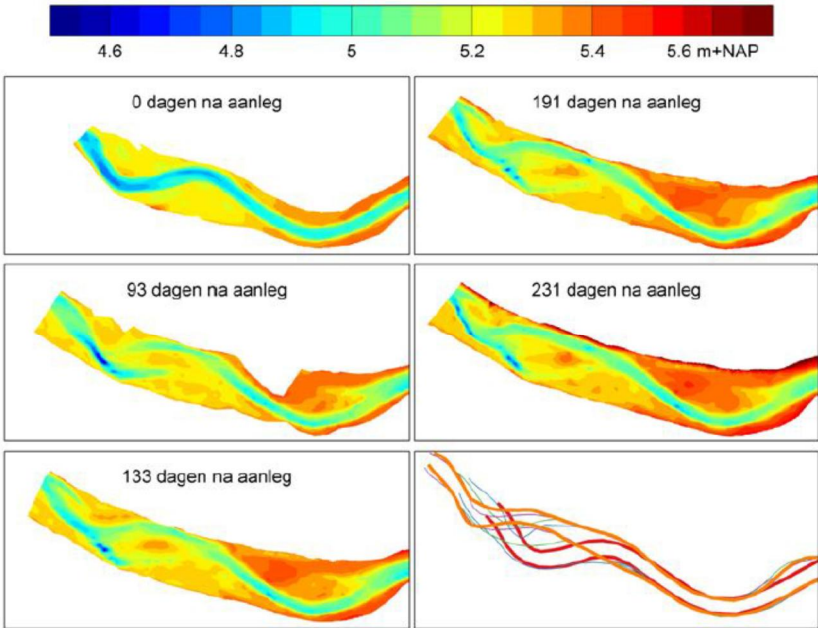 4.6 4.8 5 5.2 5.4 5.6 m+NAP
0 dagen na aanleg
191 dagen na aanleg
93 dagen na aanleg
231 dagen na aanleg
133 dagen na aanleg